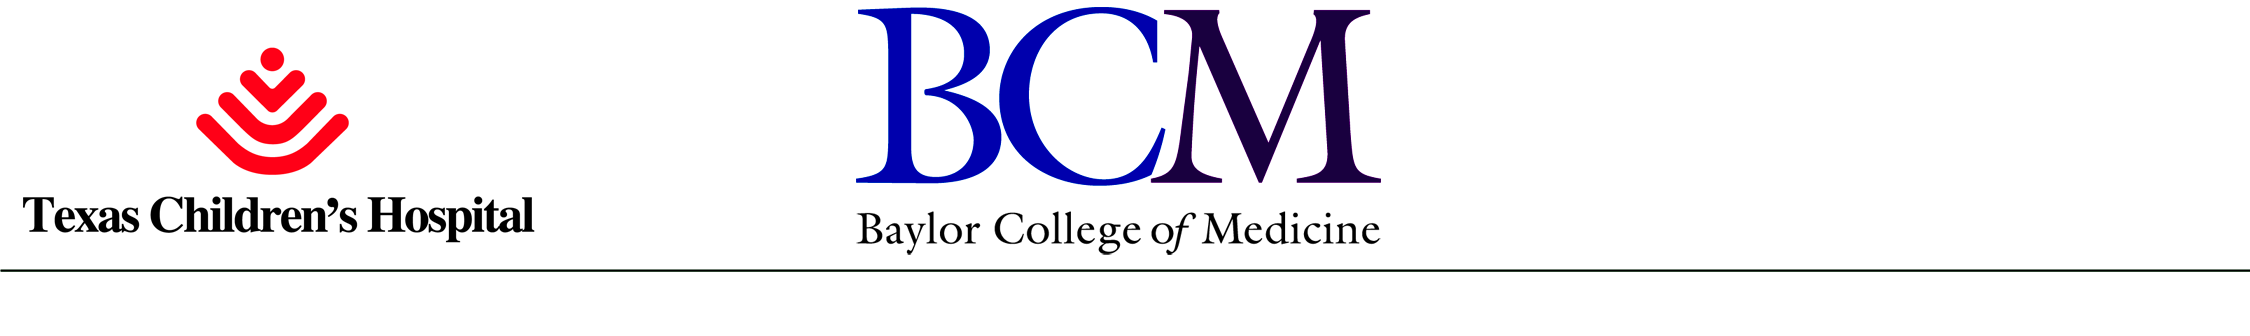 Texas Children's Hospital
BCM
Baylor College of Medicine